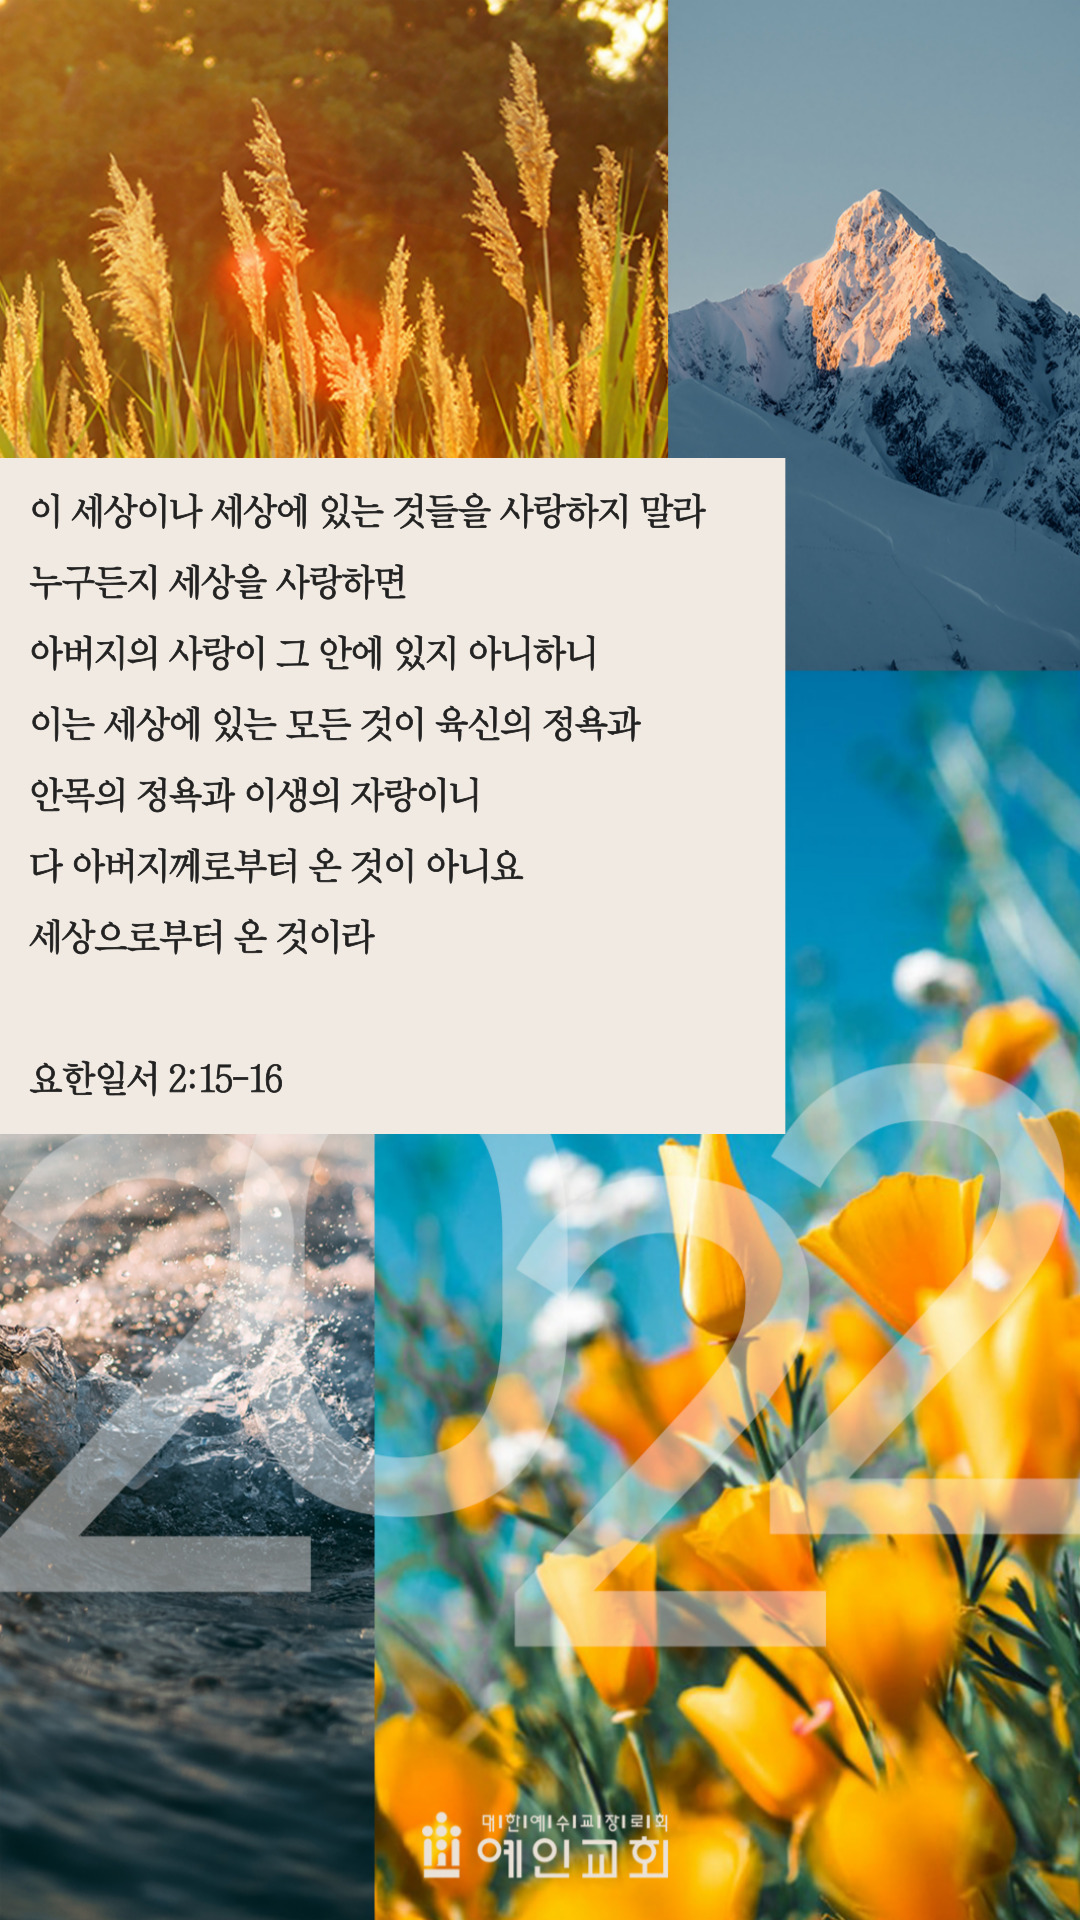 이 세상이나 세상에 있는 것들을 사랑하지 말라
누구든지 세상을 사랑하면
아버지의 사랑이 그 안에 있지 아니하니
이는 세상에 있는 모든 것이 육신의 정욕과
안목의 정욕과 이생의 자랑이니
다 아버지께로부터 온 것이 아니요
세상으로부터 온 것이라
요한일서 2:15-16
2022
대한예수교장로회
예인교회